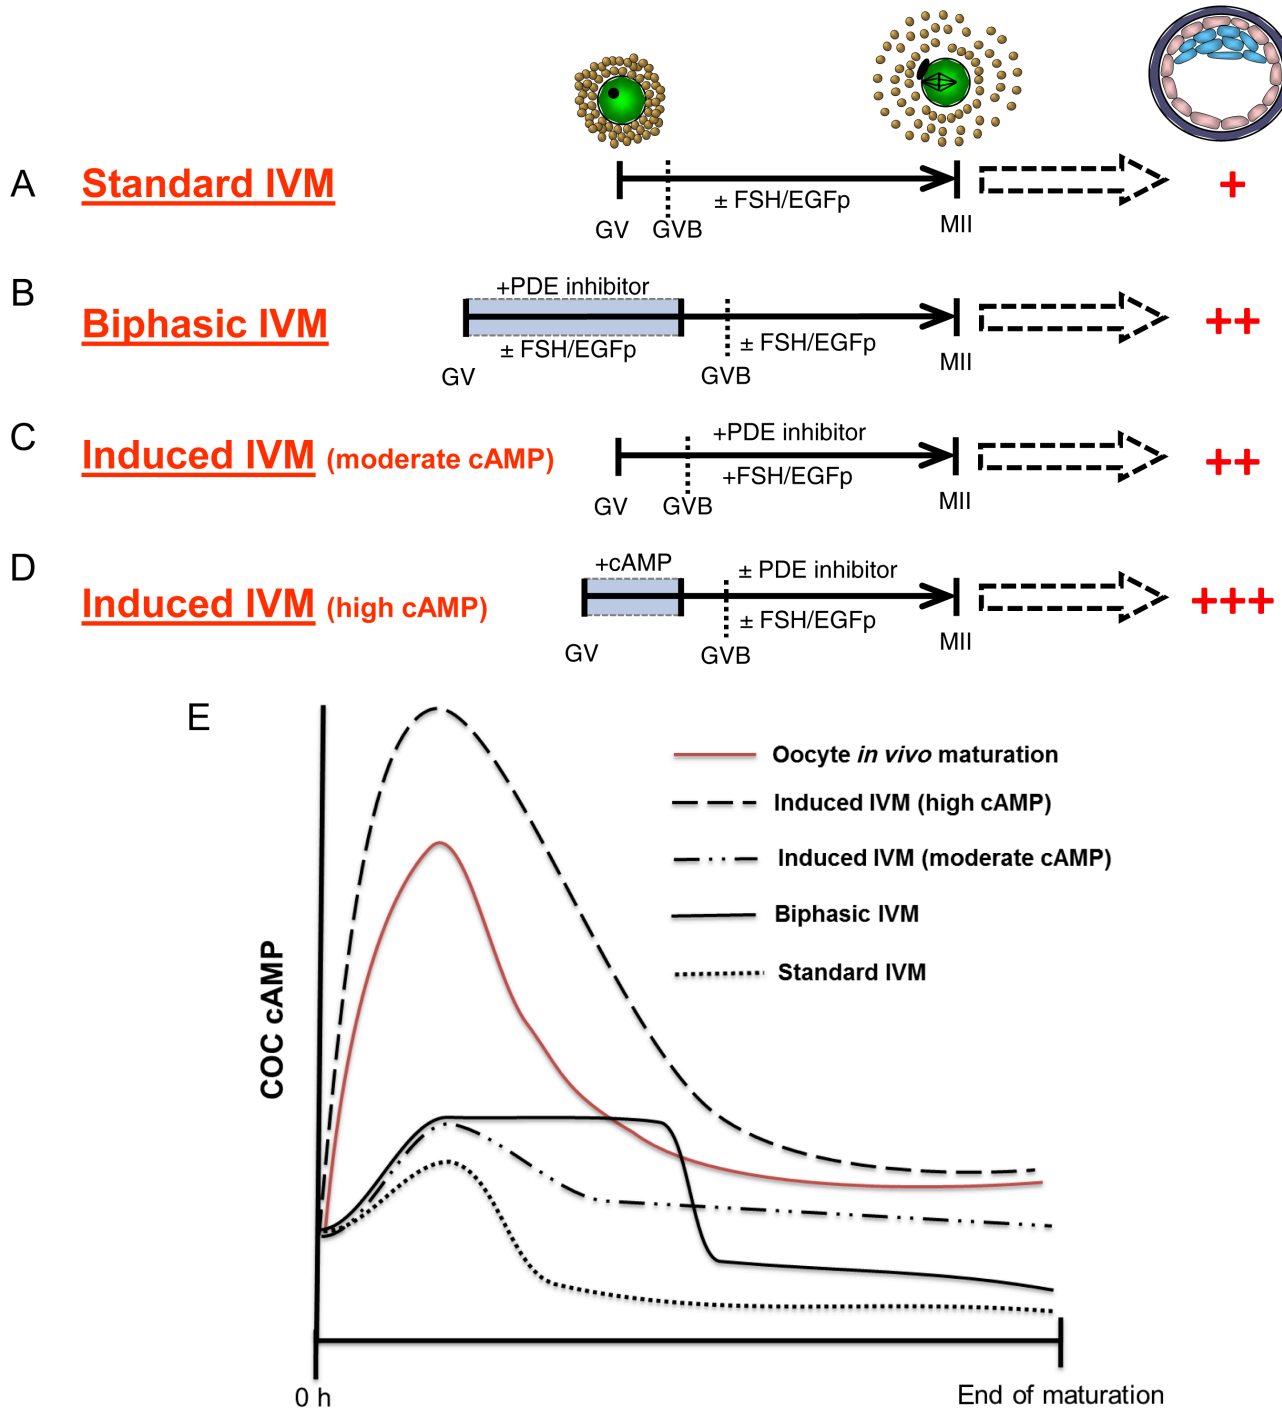 A
Standard IVM
± FSH/EGFp
GV
GVB
MII
+
B
Biphasic IVM
+PDE inhibitor
± FSH/EGFp
± FSH/EGFp
GV
GVB
MII
++
C
Induced IVM (moderate cAMP)
+PDE inhibitor
+FSH/EGFp
GV
GVB
MII
++
D
Induced IVM (high cAMP)
+cAMP
± PDE inhibitor
± FSH/EGFp
GV
GVB
MII
+++
E
COC cAMP
Oocyte in vivo maturation
Induced IVM (high cAMP)
Induced IVM (moderate cAMP)
Biphasic IVM
Standard IVM
0 h
End of maturation